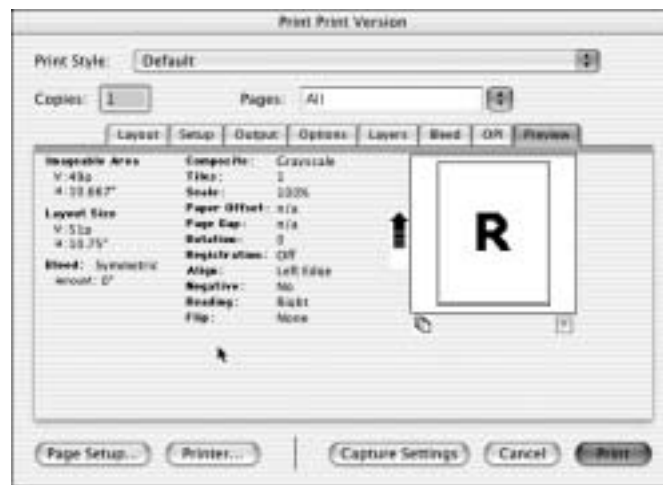 Print Print Version
Print Style: Default
Copies: 1 Pages: All
Layout Setup Output Options Layers Bleed OPI Preview
Imageable Area
W:49p
H:10.667"
Layout Size
W:51p
H:10.75"
Bleed: Symmetric
Amount: 0"
Composite: Grayscale
Tiles: 1
Scale: 100%
Paper Offset: n/a
Page Gap: n/a
Rotation: 0
Registration: Off
Align: Left Edge
Negative: No
Reading: Right
Flip: None
R
Page Setup... Printer... Capture Settings Cancel Print